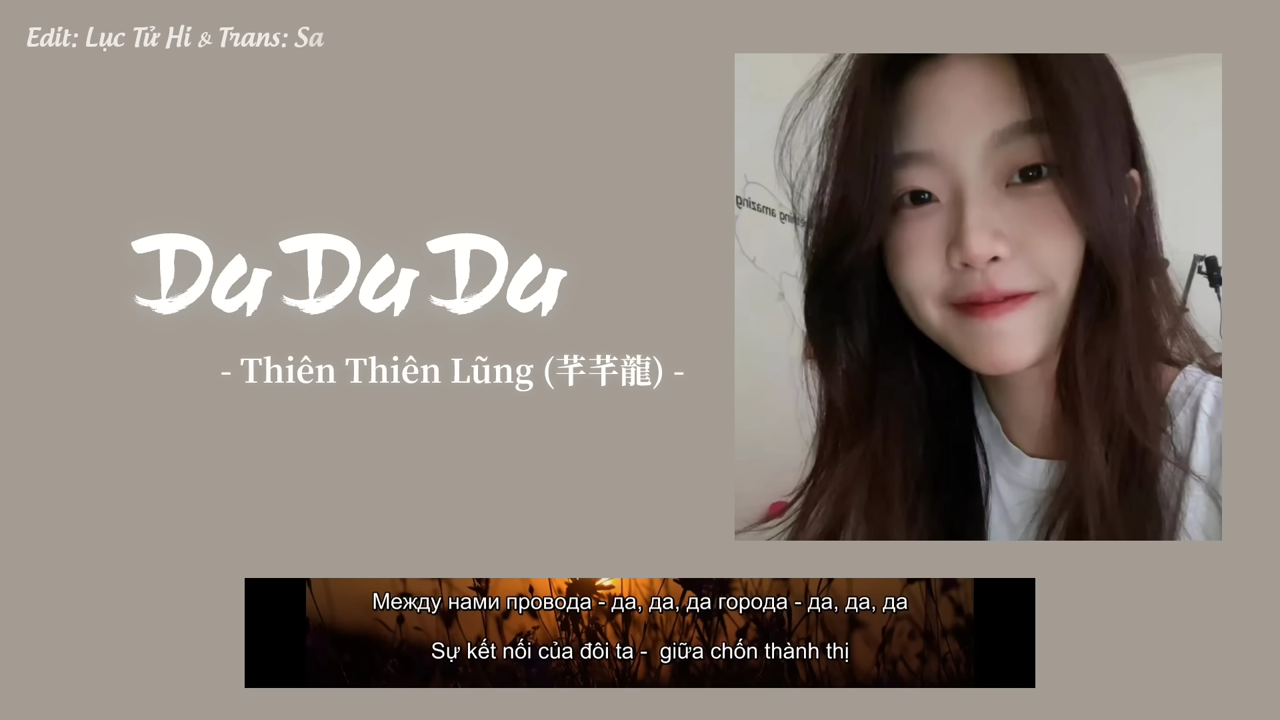 Edit: Lục Tử Hi & Trans: Sa
Da Da Da
- Thiên Thiên Lũng (芊芊龍) -
amazing
Между нами провода - да, да, да города - да, да, да
Sự kết nối của đôi ta - giữa chốn thành thị